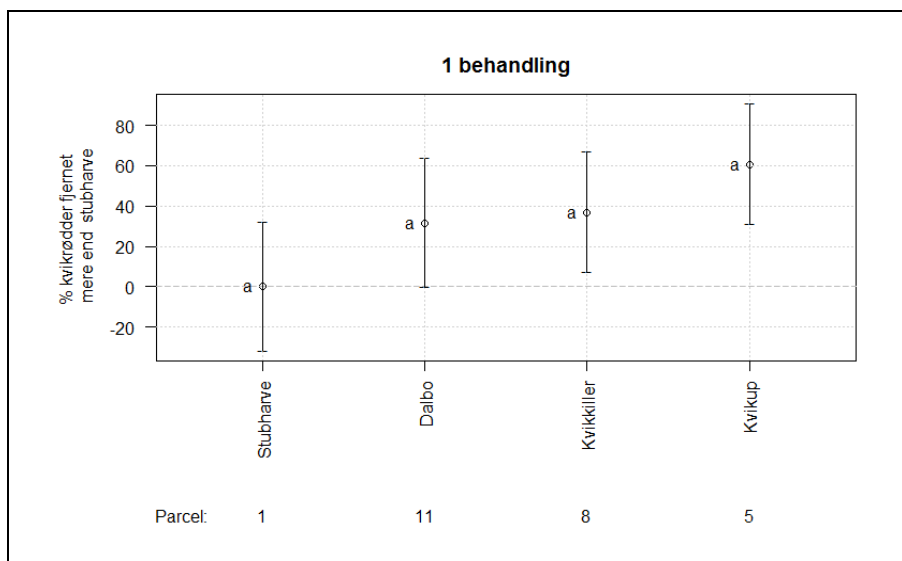 1 behandling
% kvikrødder fjernet
mere end stubharve
80
60
40
20
0
-20
a
a
a
a
Stubharve
Dalbo
Kvikkiller
Kvikup
Parcel: 1 11 8 5